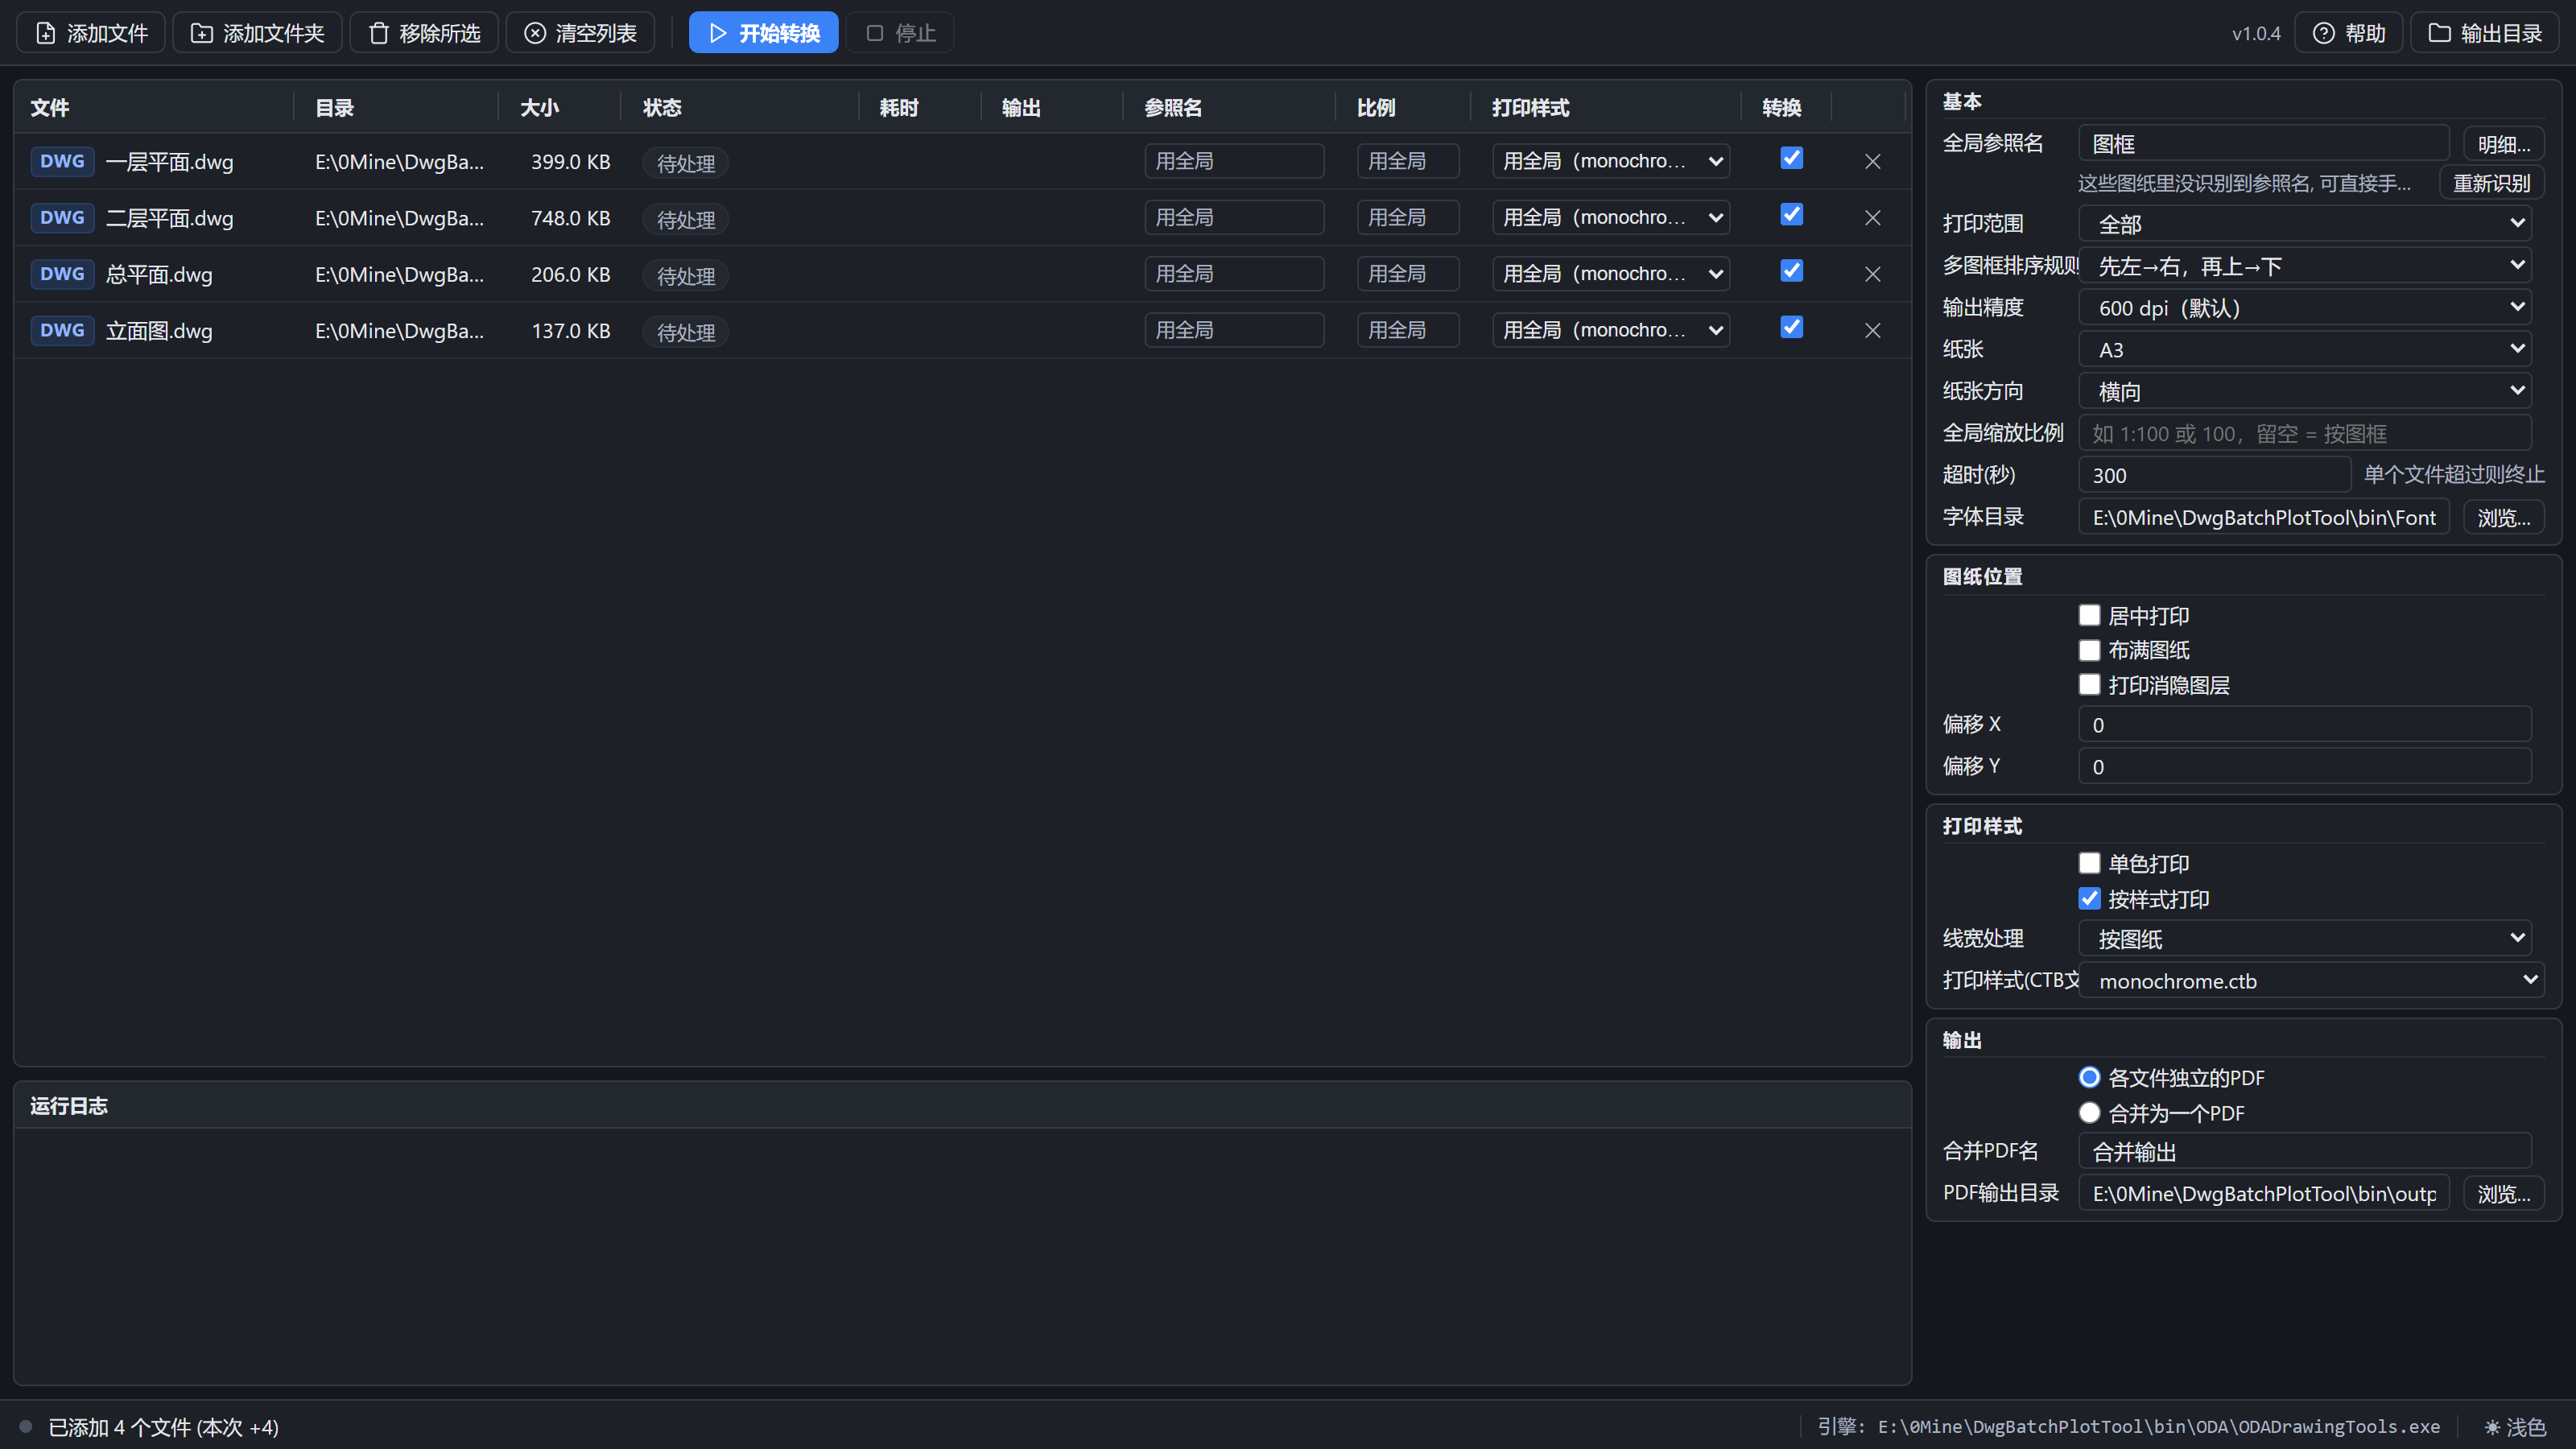 添加文件 添加文件夹 移除所选 清空列表 开始转换 停止 v1.0.4 帮助 输出目录
文件 目录 大小 状态 耗时 输出 参照名 比例 打印样式 转换
DWG 一层平面.dwg E:\0Mine\DwgBa... 399.0 KB 待处理 用全局 用全局 用全局（monochro...
DWG 二层平面.dwg E:\0Mine\DwgBa... 748.0 KB 待处理 用全局 用全局 用全局（monochro...
DWG 总平面.dwg E:\0Mine\DwgBa... 206.0 KB 待处理 用全局 用全局 用全局（monochro...
DWG 立面图.dwg E:\0Mine\DwgBa... 137.0 KB 待处理 用全局 用全局 用全局（monochro...
运行日志
基本
全局参照名 图框 明细...
这些图纸里没识别到参照名, 可直接手... 重新识别
打印范围 全部
多图框排序规则 先左→右，再上→下
输出精度 600 dpi（默认）
纸张 A3
纸张方向 横向
全局缩放比例 如 1:100 或 100，留空 = 按图框
超时(秒) 300 单个文件超过则终止
字体目录 E:\0Mine\DwgBatchPlotTool\bin\Font 浏览...
图纸位置
居中打印
布满图纸
打印消隐图层
偏移 X 0
偏移 Y 0
打印样式
单色打印
按样式打印
线宽处理 按图纸
打印样式(CTB文 monochrome.ctb
输出
各文件独立的PDF
合并为一个PDF
合并PDF名 合并输出
PDF输出目录 E:\0Mine\DwgBatchPlotTool\bin\outp 浏览...
已添加 4 个文件 (本次 +4) 引擎: E:\0Mine\DwgBatchPlotTool\bin\ODA\ODADrawingTools.exe ☀ 浅色